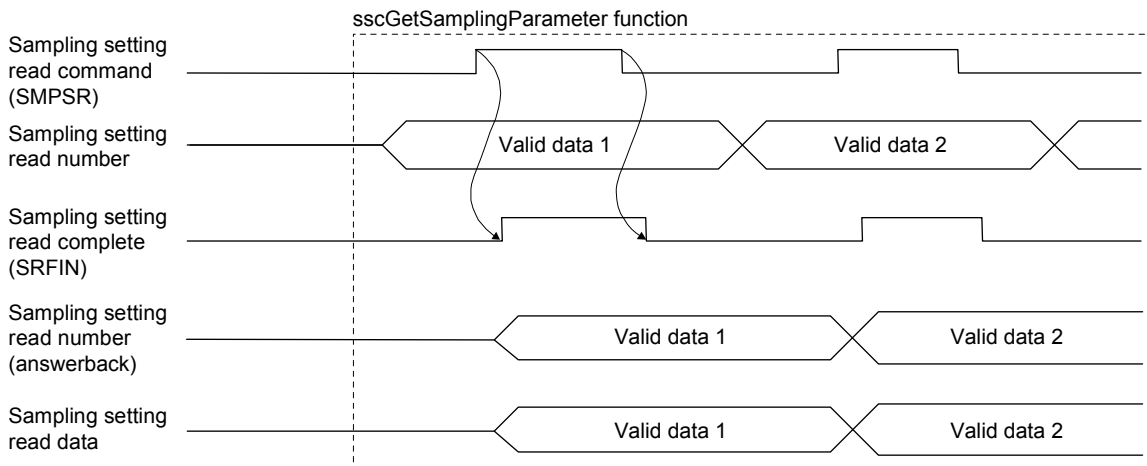 sscGetSamplingParameter function
Sampling setting
read command
(SMPSR)
Sampling setting
read number
Valid data 1
Valid data 2
Sampling setting
read complete
(SRFIN)
Sampling setting
read number
(answerback)
Valid data 1
Valid data 2
Sampling setting
read data
Valid data 1
Valid data 2